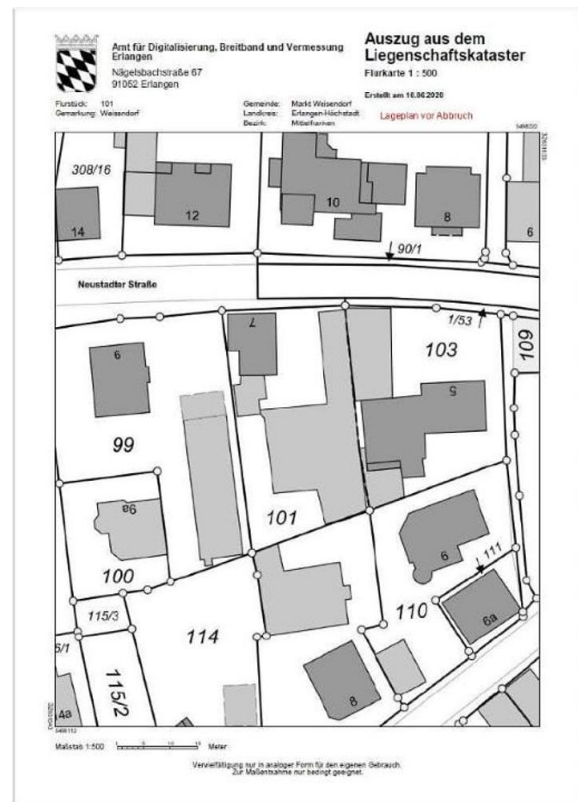 Amt für Digitalisierung, Breitband und Vermessung
Erlangen
Nägelsbachstraße 67
91052 Erlangen
Auszug aus dem
Liegenschaftskataster
Flurkarte 1 : 500
Erstellt am 16.06.2020
Flurstück: 101
Gemarkung: Weisendorf
Gemeinde: Markt Weisendorf
Landkreis: Erlangen-Höchstadt
Bezirk: Mittelfranken
Lageplan vor Abbruch
308/16
14
12
10
8
6
90/1
Neustadter Straße
1/53
7
103
109
9
5
99
9a
101
100
9
111
115/3
110
6a
114
6/1
115/2
8
4a
Maßstab 1:500
Meter
Vervielfältigung nur in analoger Form für den eigenen Gebrauch.
Zur Maßentnahme nur bedingt geeignet.